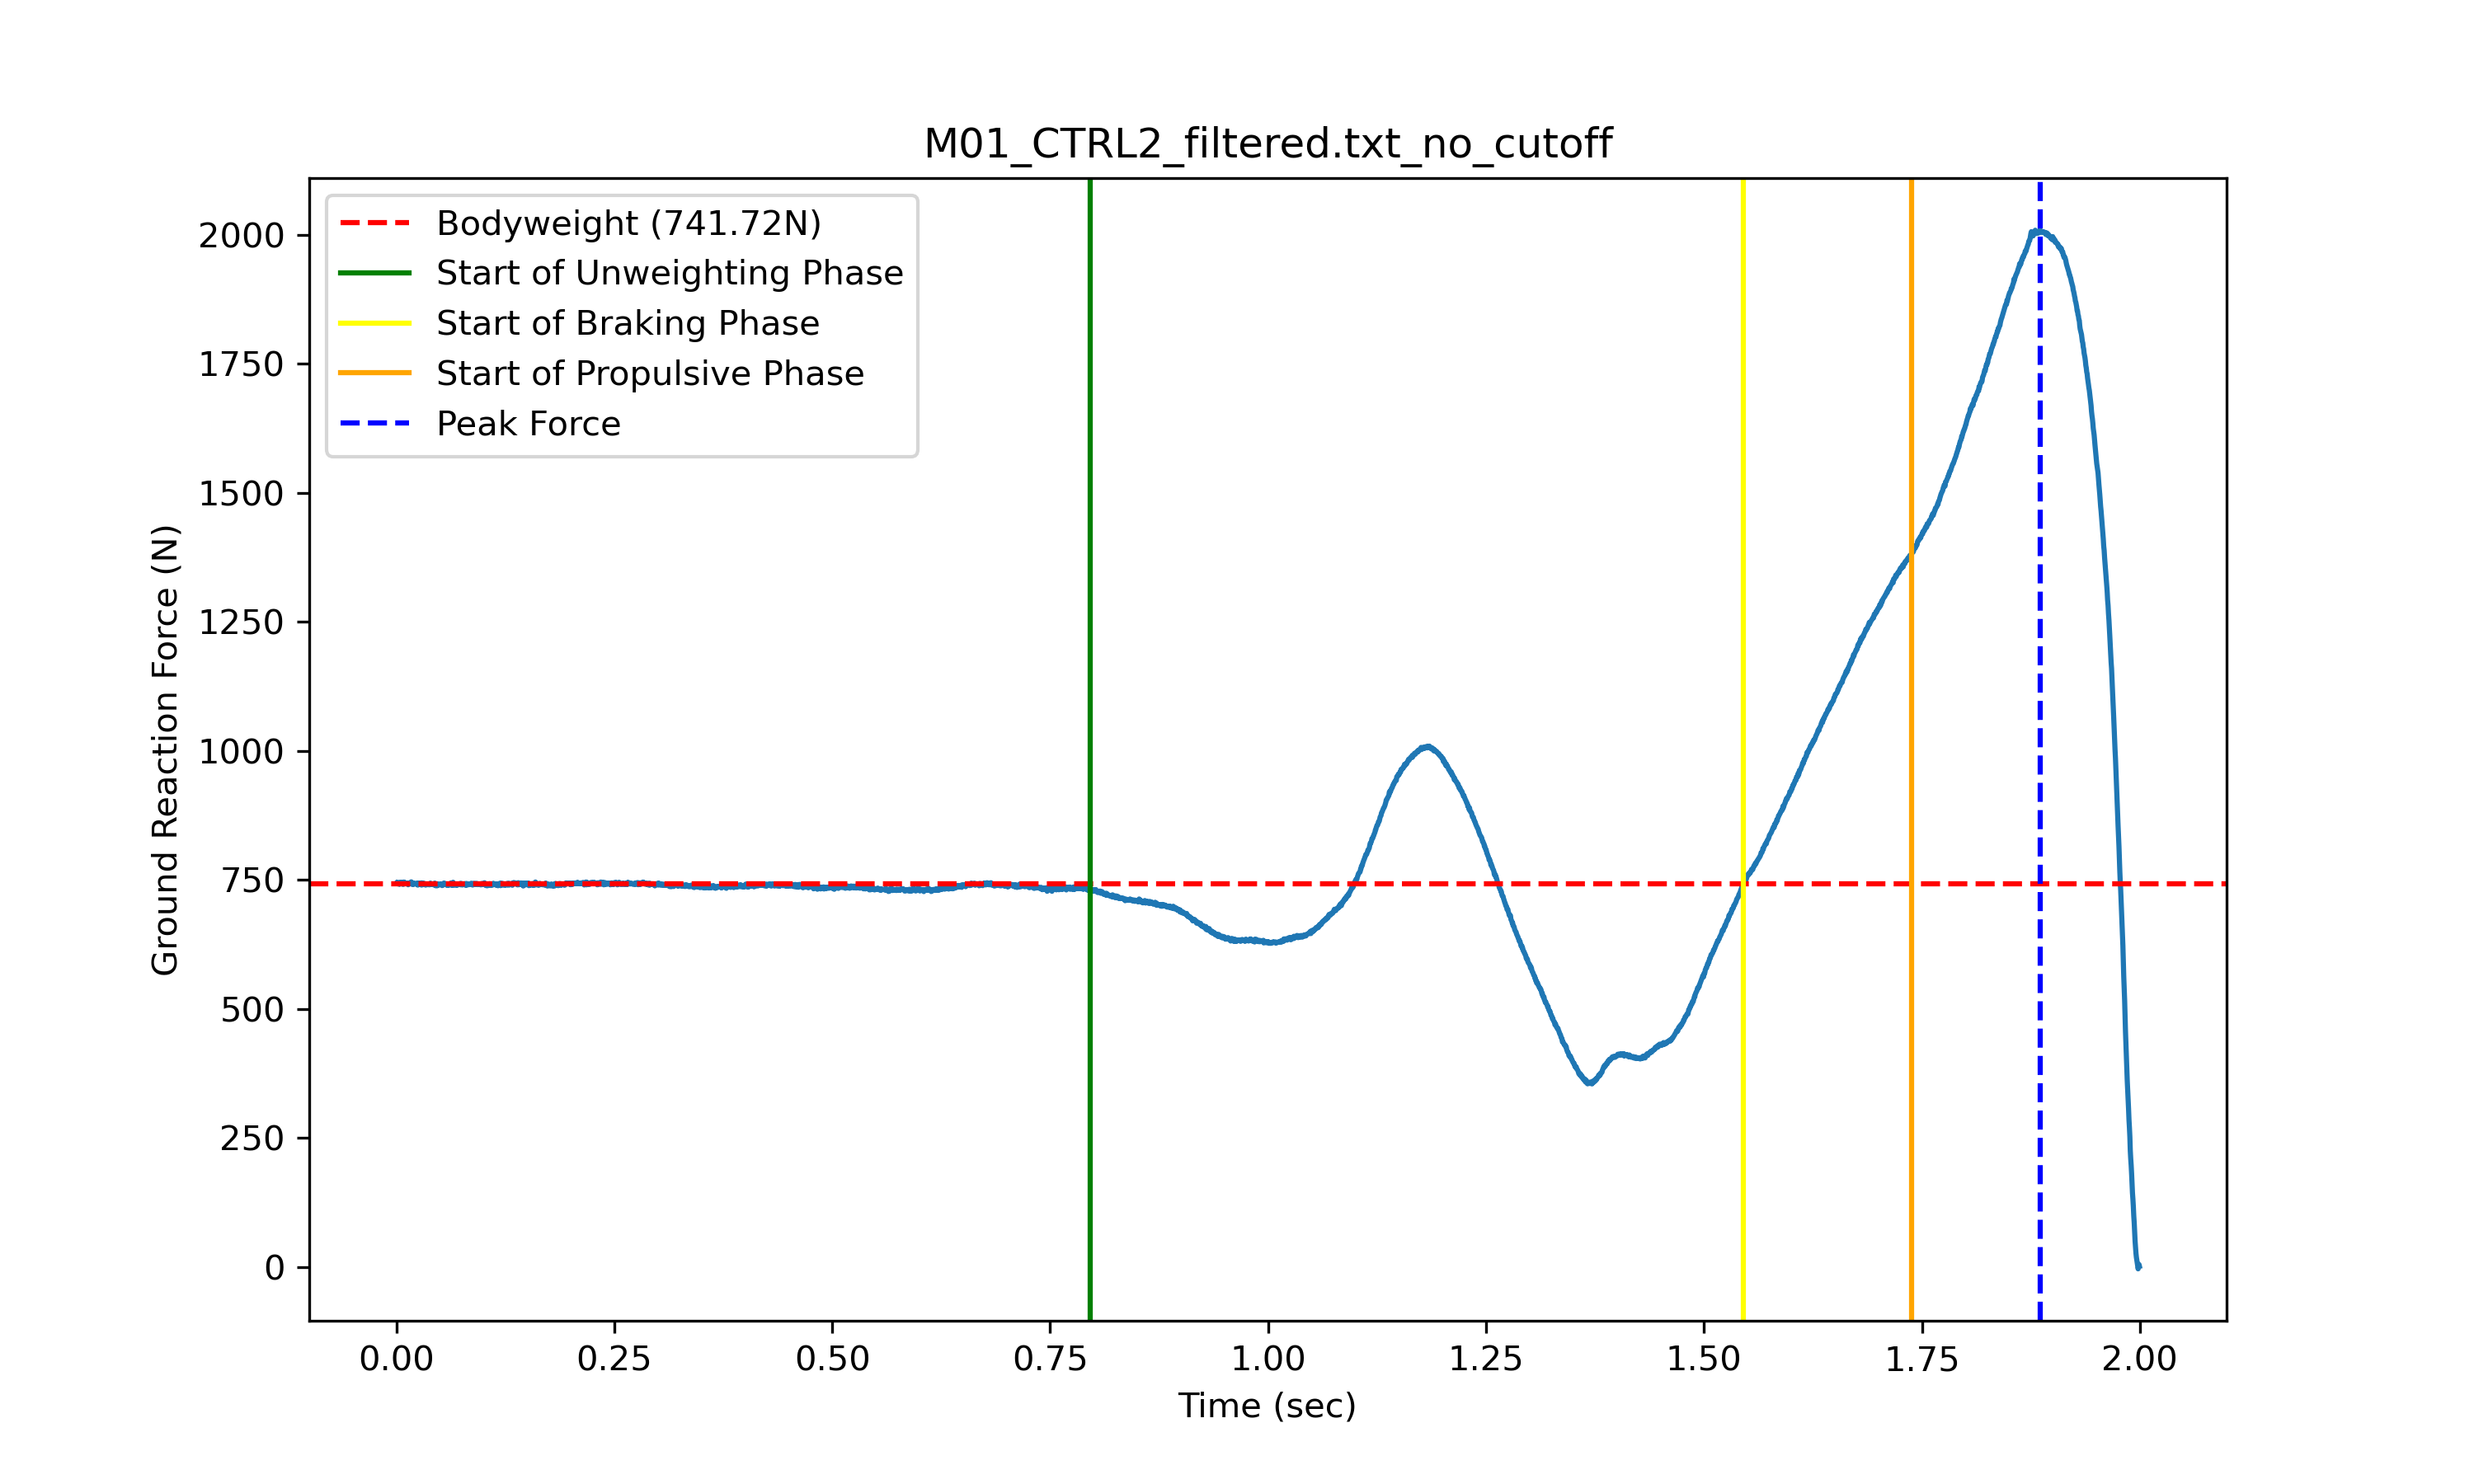 M01_CTRL2_filtered.txt_no_cutoff
Bodyweight (741.72N)
Start of Unweighting Phase
Start of Braking Phase
Start of Propulsive Phase
Peak Force
Ground Reaction Force (N)
2000
1750
1500
1250
1000
750
500
250
0
0.00 0.25 0.50 0.75 1.00 1.25 1.50 1.75 2.00
Time (sec)